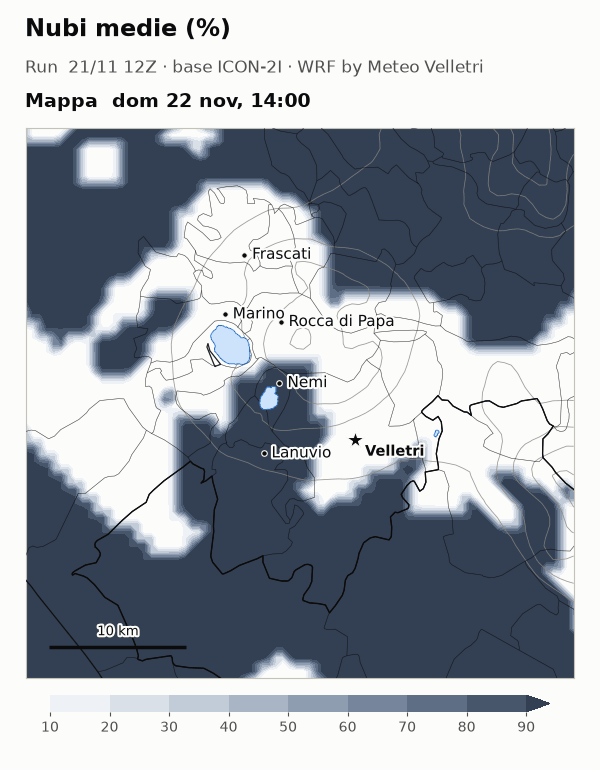 Nubi medie (%)
Run 21/11 12Z · base ICON-2I · WRF by Meteo Velletri
Mappa dom 22 nov, 14:00
Frascati
Marino
Rocca di Papa
Nemi
Velletri
Lanuvio
10 km
10 20 30 40 50 60 70 80 90